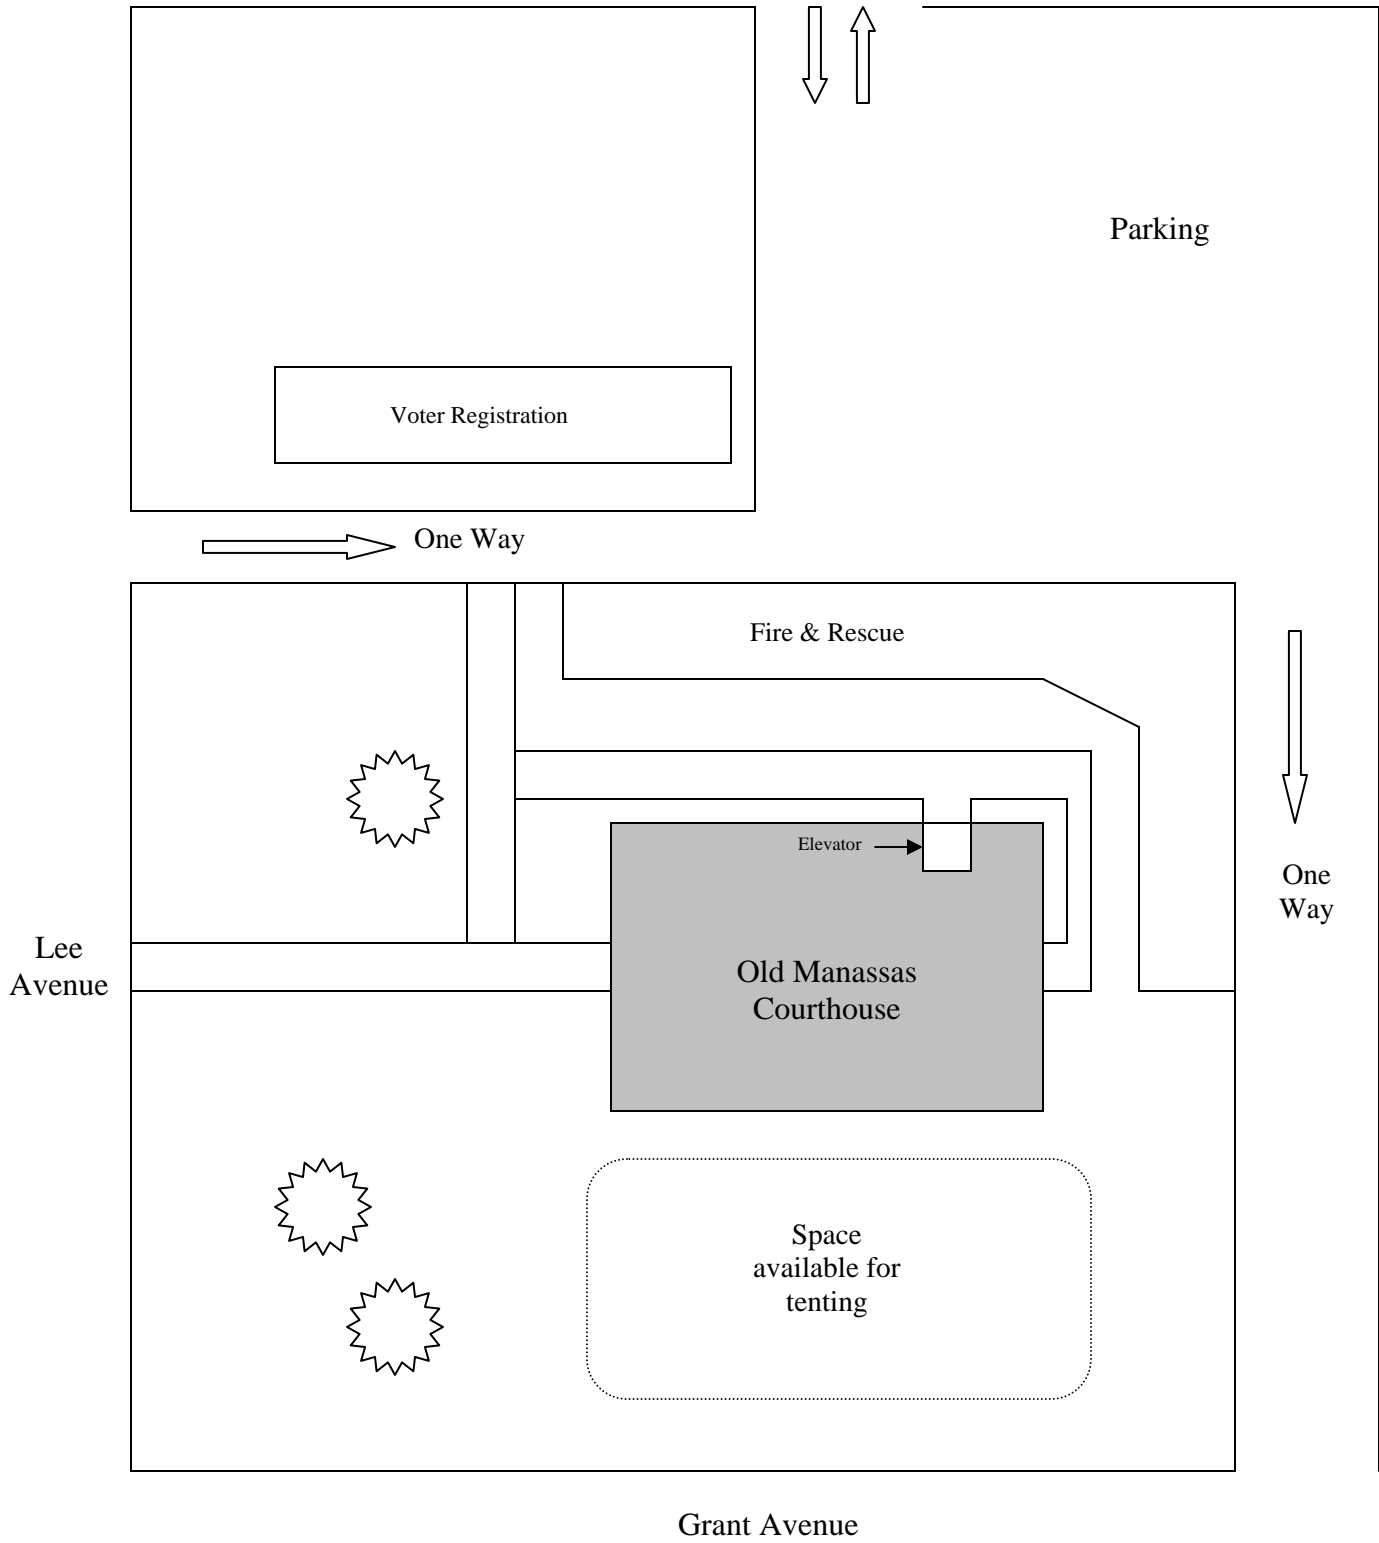 Parking
Voter Registration
One Way
Fire & Rescue
Elevator
One
Way
Lee
Avenue
Old Manassas
Courthouse
Space
available for
tenting
Grant Avenue